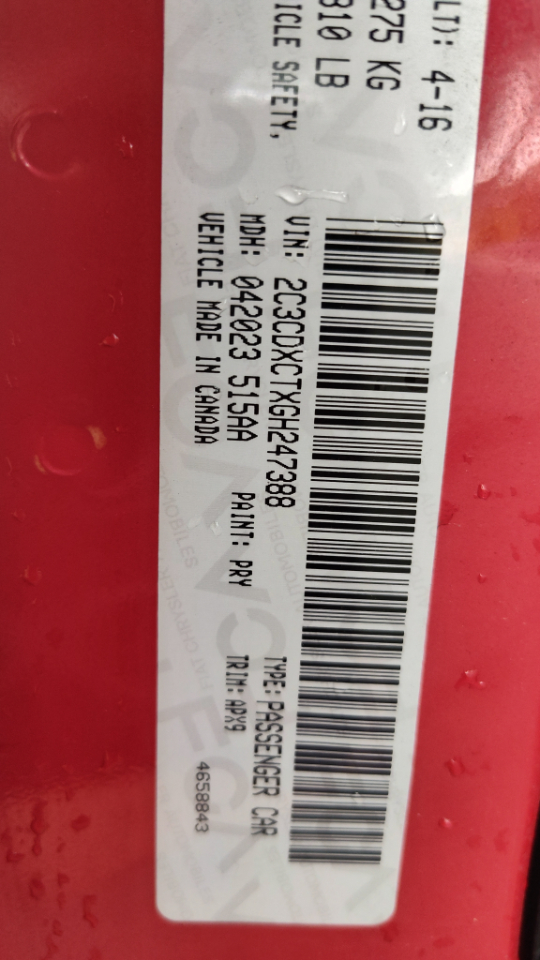 LT): 4-16
275 KG
810 LB
ICLE SAFETY,
VIN: 2C3CDXCTXGH247388 TYPE: PASSENGER CAR
MDH: 042023 515AA PAINT: PRY TRIM: APX9
VEHICLE MADE IN CANADA 4658843